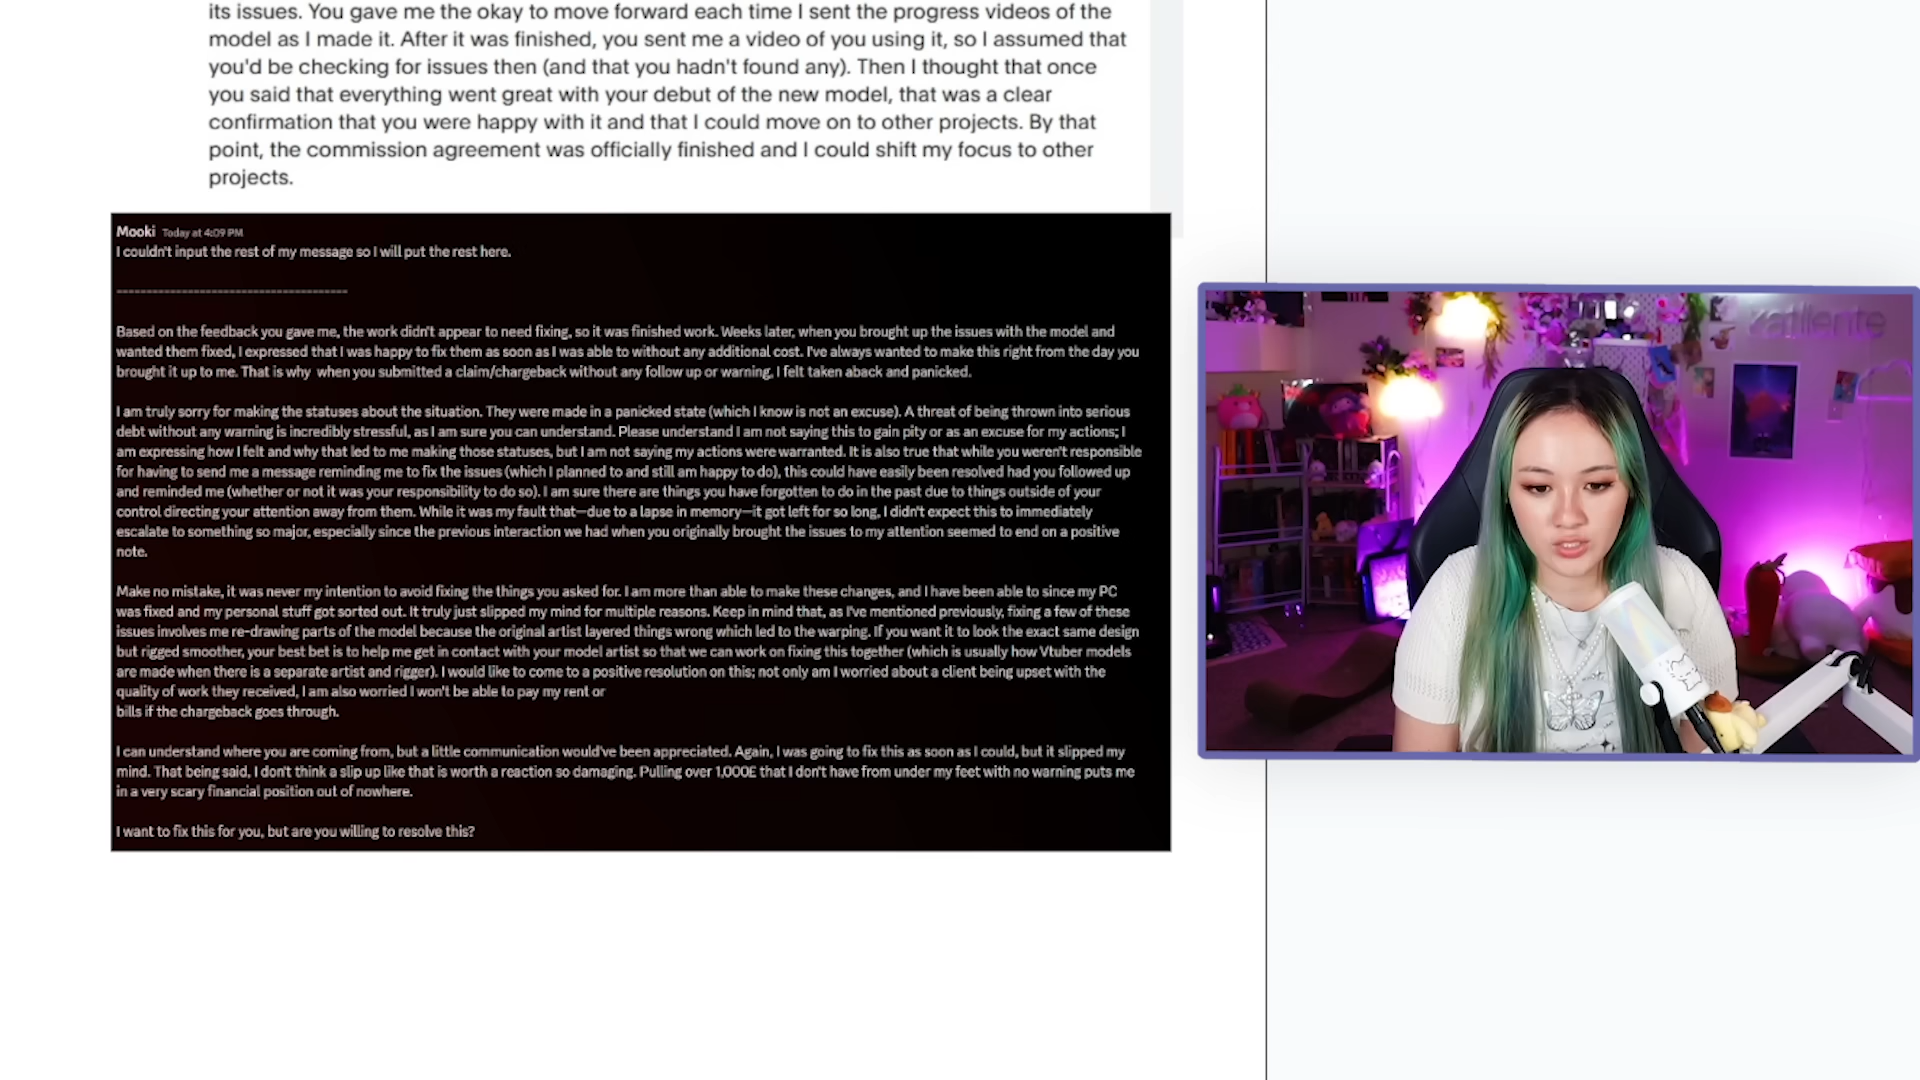 its issues. You gave me the okay to move forward each time I sent the progress videos of the
model as I made it. After it was finished, you sent me a video of you using it, so I assumed that
you'd be checking for issues then (and that you hadn't found any). Then I thought that once
you said that everything went great with your debut of the new model, that was a clear
confirmation that you were happy with it and that I could move on to other projects. By that
point, the commission agreement was officially finished and I could shift my focus to other
projects.
Mooki Today at 4:09 PM
I couldn't input the rest of my message so I will put the rest here.
---------------------------------------
Based on the feedback you gave me, the work didn't appear to need fixing, so it was finished work. Weeks later, when you brought up the issues with the model and
wanted them fixed, I expressed that I was happy to fix them as soon as I was able to without any additional cost. I've always wanted to make this right from the day you
brought it up to me. That is why when you submitted a claim/chargeback without any follow up or warning, I felt taken aback and panicked.
I am truly sorry for making the statuses about the situation. They were made in a panicked state (which I know is not an excuse). A threat of being thrown into serious
debt without any warning is incredibly stressful, as I am sure you can understand. Please understand I am not saying this to gain pity or as an excuse for my actions; I
am expressing how I felt and why that led to me making those statuses, but I am not saying my actions were warranted. It is also true that while you weren't responsible
for having to send me a message reminding me to fix the issues (which I planned to and still am happy to do), this could have easily been resolved had you followed up
and reminded me (whether or not it was your responsibility to do so). I am sure there are things you have forgotten to do in the past due to things outside of your
control directing your attention away from them. While it was my fault that—due to a lapse in memory—it got left for so long, I didn't expect this to immediately
escalate to something so major, especially since the previous interaction we had when you originally brought the issues to my attention seemed to end on a positive
note.
Make no mistake, it was never my intention to avoid fixing the things you asked for. I am more than able to make these changes, and I have been able to since my PC
was fixed and my personal stuff got sorted out. It truly just slipped my mind for multiple reasons. Keep in mind that, as I've mentioned previously, fixing a few of these
issues involves me re-drawing parts of the model because the original artist layered things wrong which led to the warping. If you want it to look the exact same design
but rigged smoother, your best bet is to help me get in contact with your model artist so that we can work on fixing this together (which is usually how Vtuber models
are made when there is a separate artist and rigger). I would like to come to a positive resolution on this; not only am I worried about a client being upset with the
quality of work they received, I am also worried I won't be able to pay my rent or
bills if the chargeback goes through.
I can understand where you are coming from, but a little communication would've been appreciated. Again, I was going to fix this as soon as I could, but it slipped my
mind. That being said, I don't think a slip up like that is worth a reaction so damaging. Pulling over 1,000£ that I don't have from under my feet with no warning puts me
in a very scary financial position out of nowhere.
I want to fix this for you, but are you willing to resolve this?